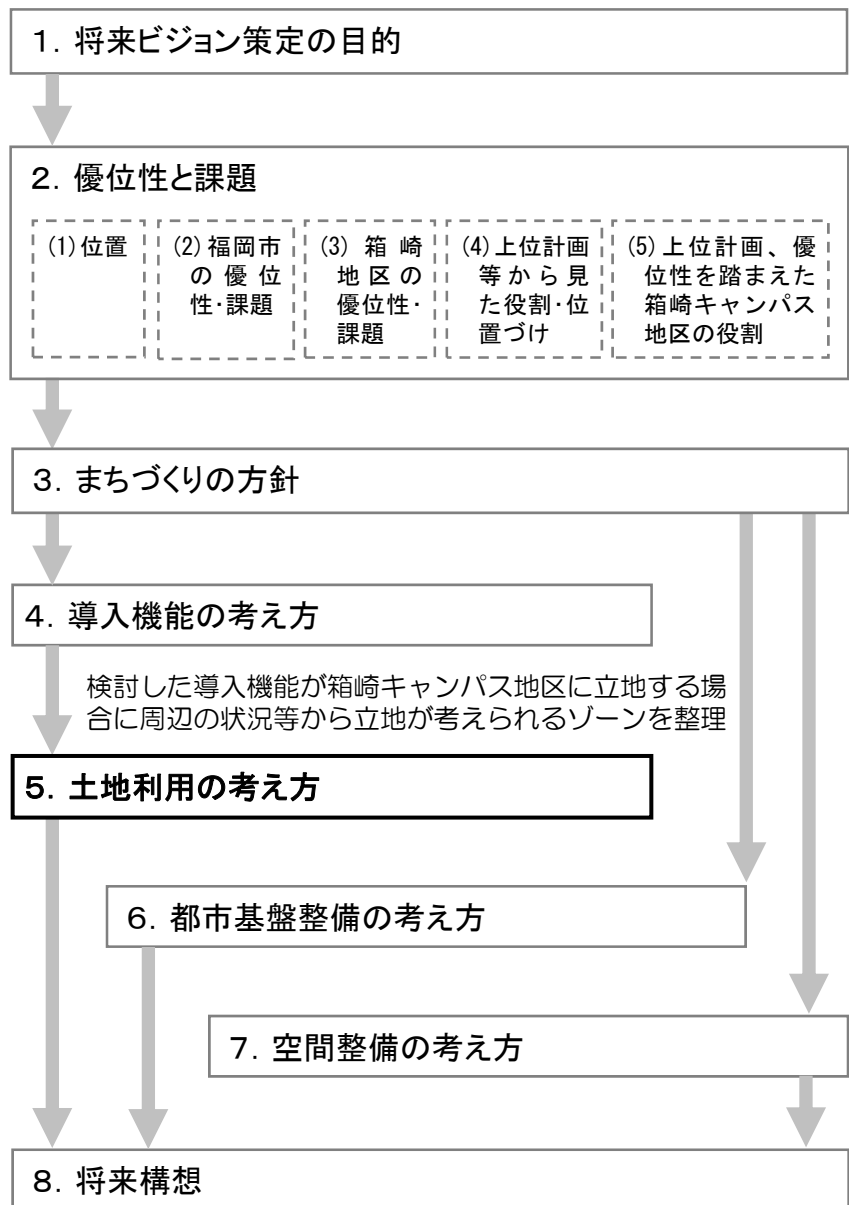 １．将来ビジョン策定の目的
２．優位性と課題
(1)位置
(2)福岡市
の優位
性・課題
(3)箱崎
地区の
優位性・
課題
(4)上位計画
等から見
た役割・位
置づけ
(5)上位計画、優
位性を踏まえた
箱崎キャンパス
地区の役割
３．まちづくりの方針
４．導入機能の考え方
検討した導入機能が箱崎キャンパス地区に立地する場
合に周辺の状況等から立地が考えられるゾーンを整理
５．土地利用の考え方
６．都市基盤整備の考え方
７．空間整備の考え方
８．将来構想